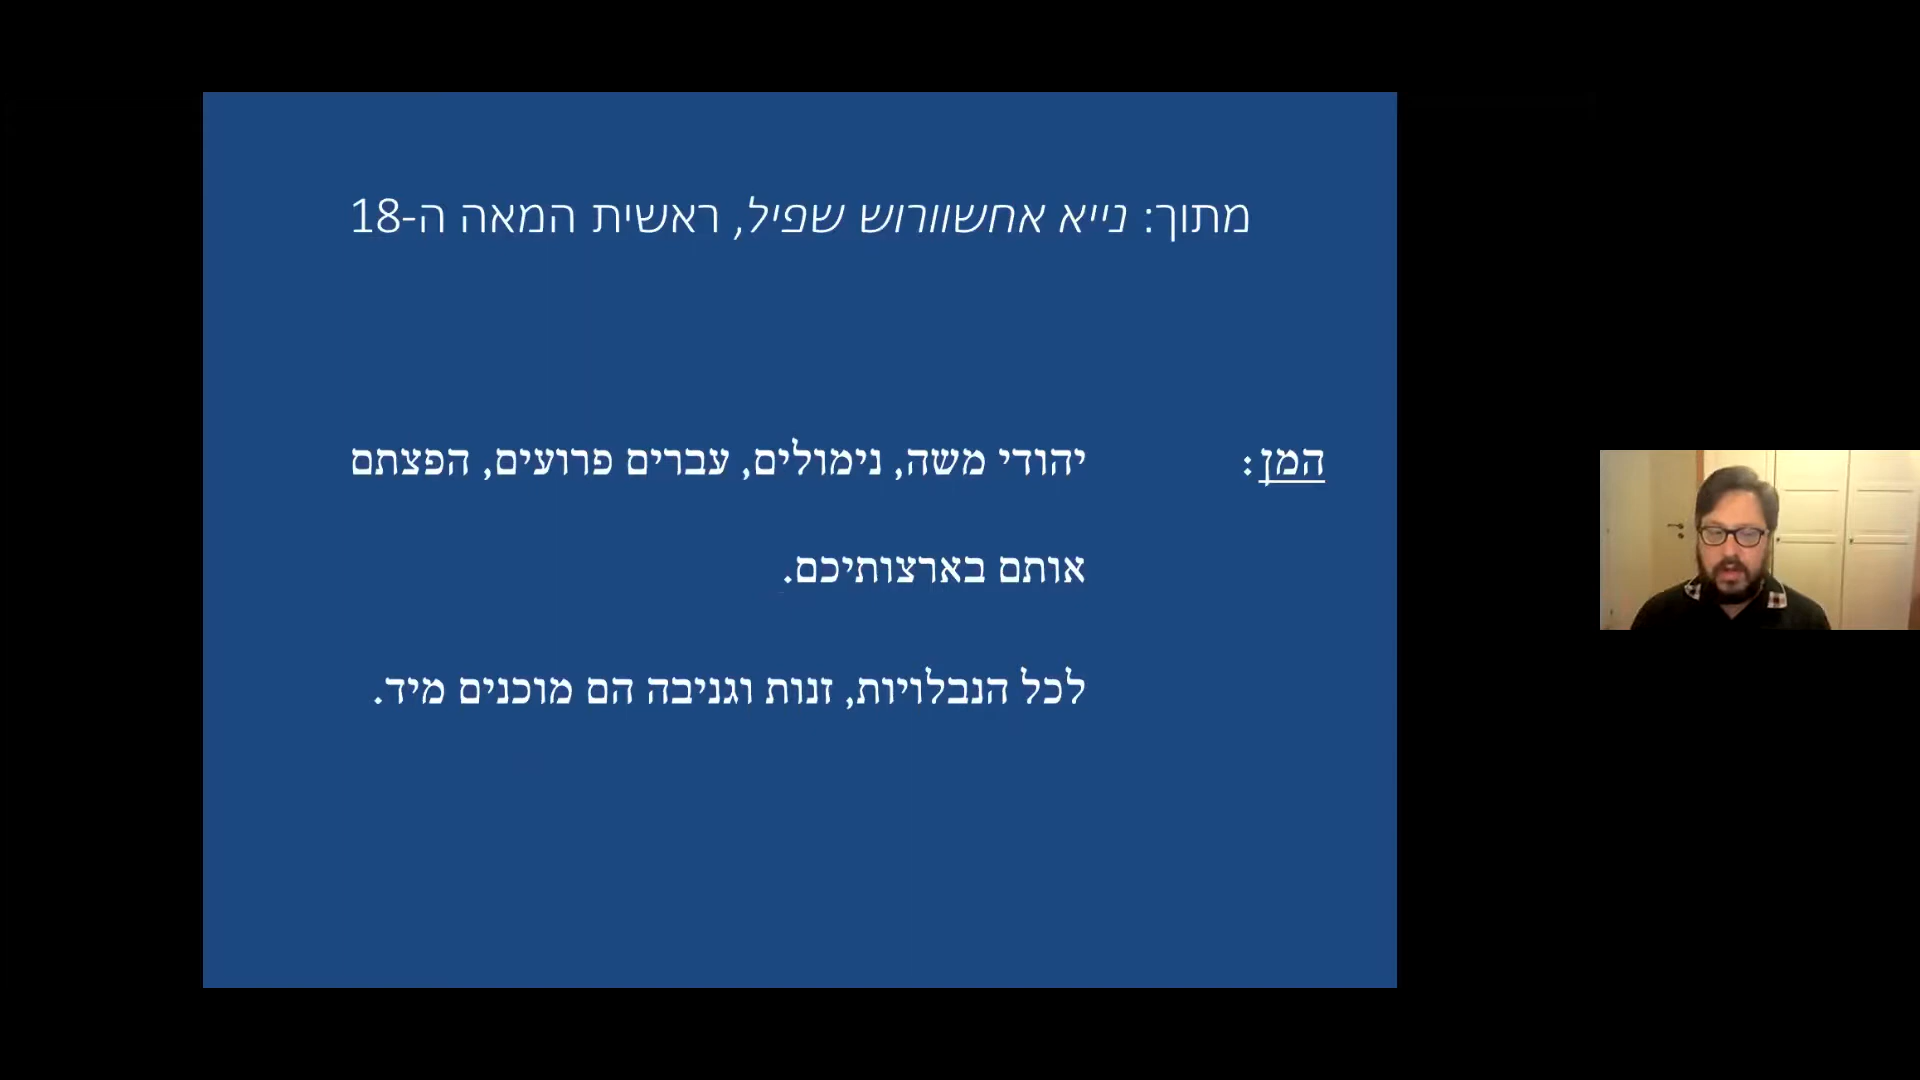 מתוך: נייא אחשוורוש שפיל, ראשית המאה ה-18
המן: יהודי משה, נימולים, עברים פרועים, הפצתם
אותם בארצותיכם.
לכל הנבלויות, זנות וגניבה הם מוכנים מיד.